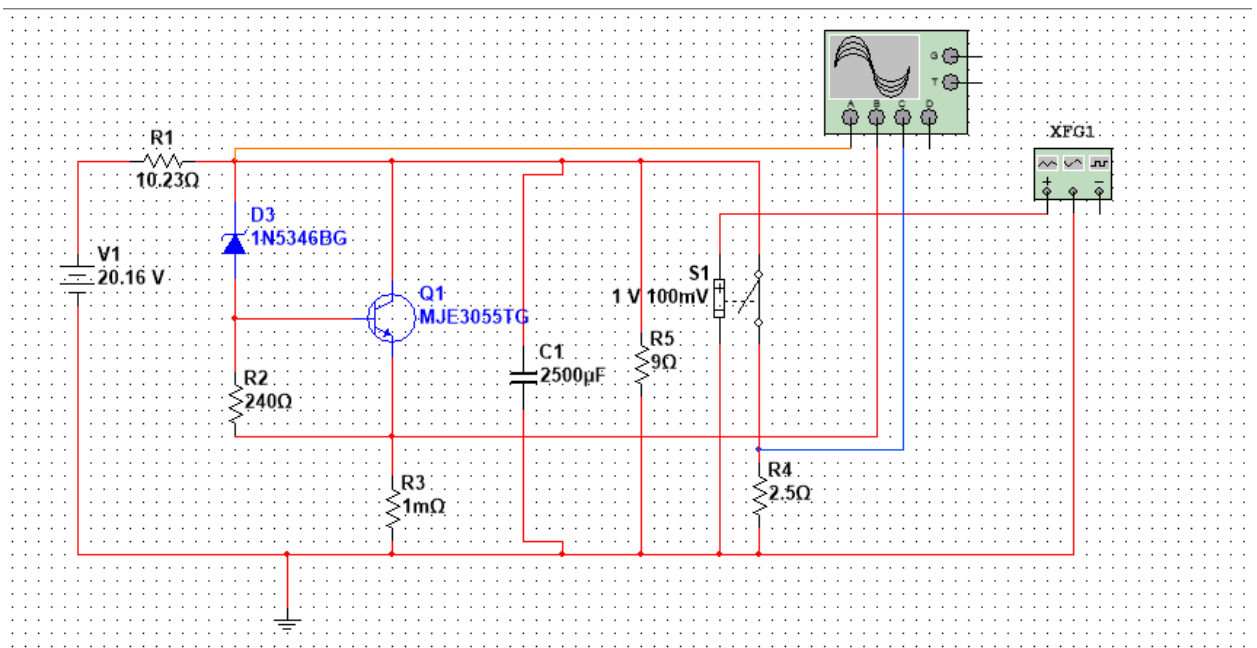 G
T
A B C D
XFG1
+ −
R1
10.23Ω
D3
1N5346BG
V1
20.16 V
Q1
MJE3055TG
S1
+
-
1 V 100mV
R5
9Ω
C1
2500µF
R2
240Ω
R3
1mΩ
R4
2.5Ω